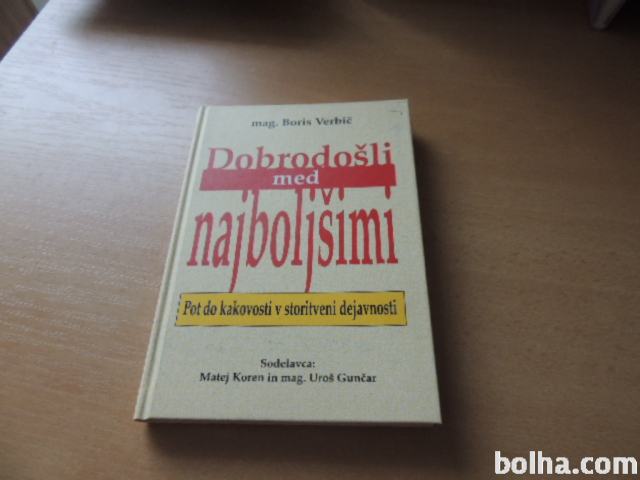 mag. Boris Verbič
Dobrodošli
med
najboljšimi
Pot do kakovosti v storitveni dejavnosti
Sodelavca:
Matej Koren in mag. Uroš Gunčar
bolha.com